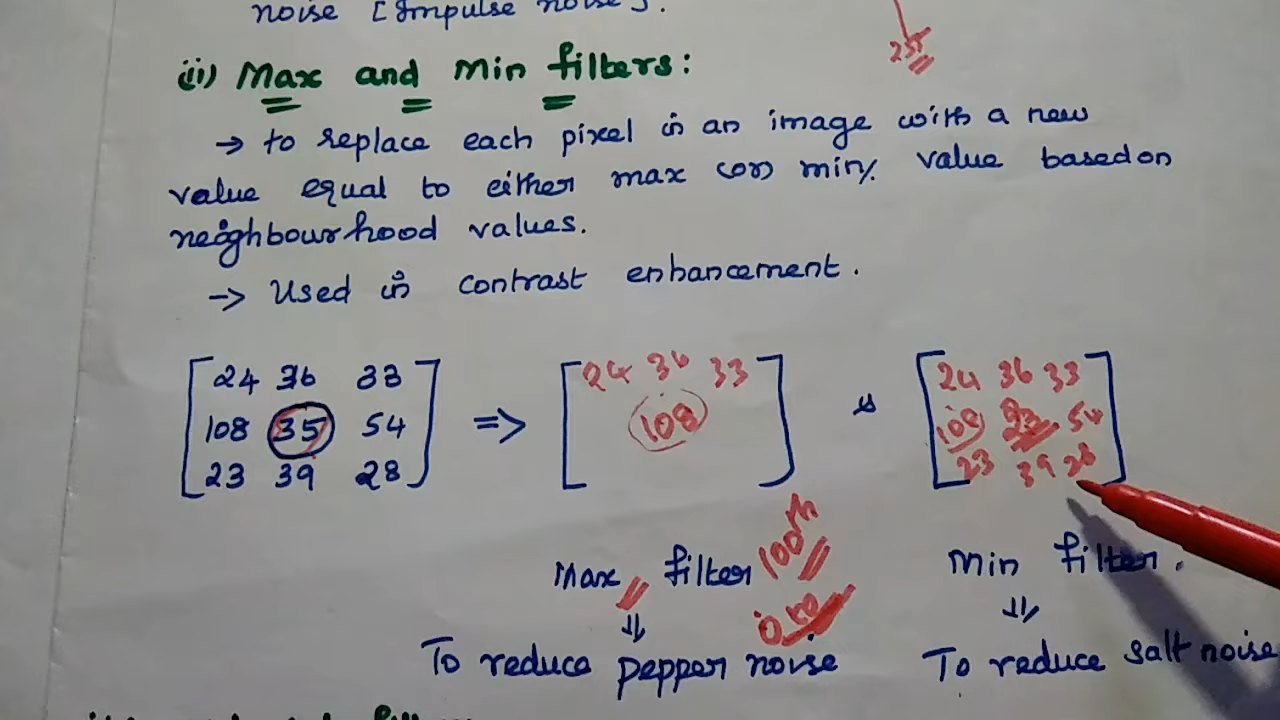 noise [Impulse noise].
255
(ii) Max and Min filters:
→ to replace each pixel in an image with a new
value equal to either max (or) min/. value based on
neighbourhood values.
→ Used in contrast enhancement.
24 36 33
108 35 54
23 39 28
⇒
24 36 33
108
24 36 33
108 23 54
23 39 28
Max filter 100th
Min filter.
⇓
⇓
To reduce pepper noise
To reduce salt noise